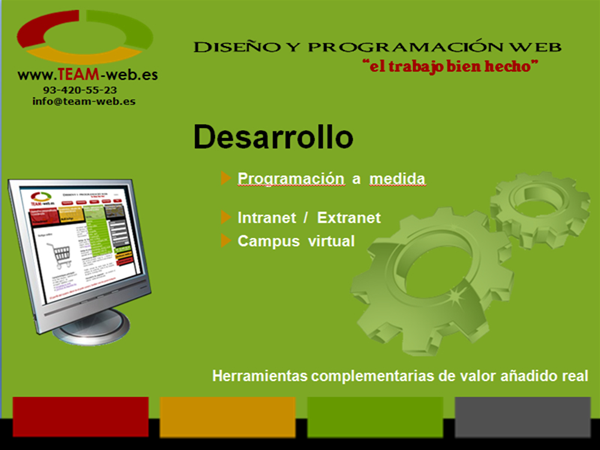 www.TEAM-web.es
93-420-55-23
info@team-web.es
DISEÑO Y PROGRAMACIÓN WEB
“el trabajo bien hecho”
Desarrollo
Programación a medida
Intranet / Extranet
Campus virtual
Herramientas complementarias de valor añadido real